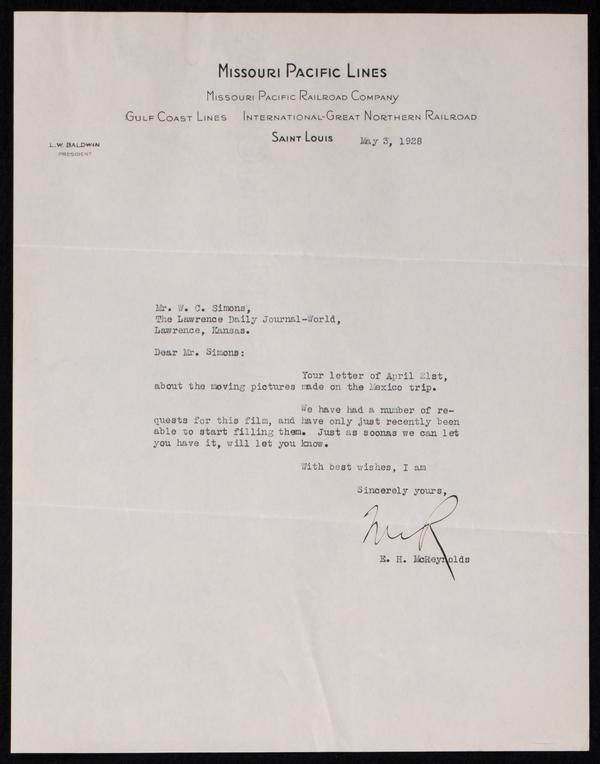 Missouri Pacific Lines
Missouri Pacific Railroad Company
Gulf Coast Lines International-Great Northern Railroad
Saint Louis May 3, 1928
L.W. BALDWIN
PRESIDENT
Mr. W. C. Simons,
The Lawrence Daily Journal-World,
Lawrence, Kansas.
Dear Mr. Simons:
Your letter of April 21st,
about the moving pictures made on the Mexico trip.
We have had a number of re-
quests for this film, and have only just recently been
able to start filling them. Just as soonas we can let
you have it, will let you know.
With best wishes, I am
Sincerely yours,
McR
E. H. McReynolds